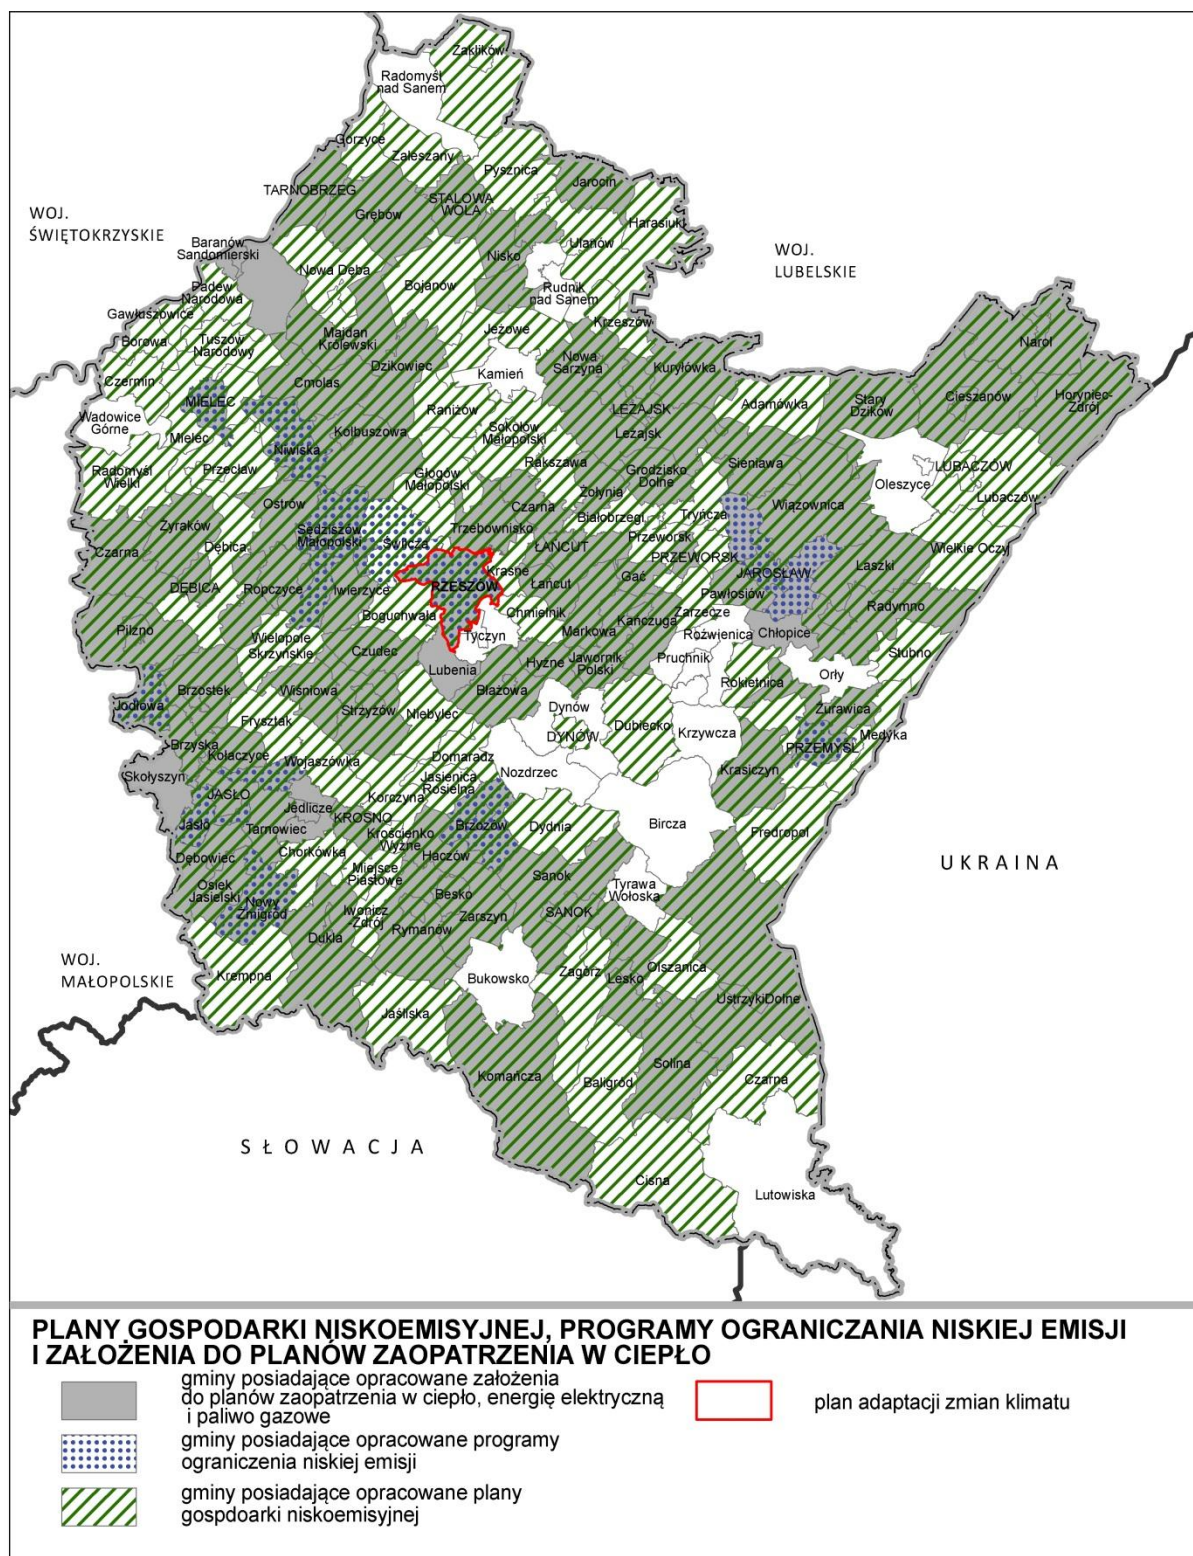 Zaklików
Radomyśl
nad Sanem
Gorzyce
Zaleszany
Pysznica
TARNOBRZEG
STALOWA
WOLA
Jarocin
Grębów
Harasiuki
WOJ.
ŚWIĘTOKRZYSKIE
Baranów
Sandomierski
Nisko
Ulanów
WOJ.
LUBELSKIE
Nowa Dęba
Bojanów
Rudnik
nad Sanem
Padew
Narodowa
Gawłuszowice
Borowa
Tuszów
Narodowy
Majdan
Królewski
Jeżowe
Krzeszów
Narol
Dzikowiec
Kamień
Nowa
Sarzyna
Kuryłówka
Czermin
Cmolas
Cieszanów
Horyniec-
Zdrój
MIELEC
Raniżów
LEŻAJSK
Adamówka
Stary
Dzików
Wadowice
Górne
Mielec
Niwiska
Kolbuszowa
Sokołów
Małopolski
Leżajsk
Radomyśl
Wielki
Przecław
Głogów
Małopolski
Rakszawa
Grodzisko
Dolne
Sieniawa
Oleszyce
LUBACZÓW
Lubaczów
Ostrów
Żołynia
Wiązownica
Żyraków
Sędziszów
Małopolski
Świlcza
Trzebownisko
Czarna
Białobrzegi
Tryńcza
Czarna
Dębica
ŁAŃCUT
Przeworsk
PRZEWORSK
Wielkie Oczy
DĘBICA
Ropczyce
Iwierzyce
RZESZÓW
Krasne
Łańcut
Gać
JAROSŁAW
Laszki
Pawłosiów
Boguchwała
Chmielnik
Kańczuga
Zarzecze
Radymno
Pilzno
Wielopole
Skrzyńskie
Czudec
Tyczyn
Markowa
Roźwienica
Chłopice
Lubenia
Hyżne
Jawornik
Polski
Pruchnik
Stubno
Orły
Jodłowa
Brzostek
Wiśniowa
Strzyżów
Błażowa
Rokietnica
Frysztak
Niebylec
Dynów
Dubiecko
Krzywcza
Żurawica
Medyka
PRZEMYŚL
Brzyska
Kołaczyce
Wojaszówka
Domaradz
DYNÓW
Skołyszyn
Jasienica
Rosielna
Nozdrzec
Krasiczyn
JASŁO
Jedlicze
Korczyna
Jasło
Tarnowiec
KROSNO
Krościenko
Wyżne
Brzozów
Dydnia
Bircza
Fredropol
Dębowiec
Chorkówka
Haczów
Osiek
Jasielski
Nowy
Żmigród
Miejsce
Piastowe
Sanok
Tyrawa
Wołoska
UKRAINA
Besko
Iwonicz
Zdrój
Zarszyn
SANOK
Dukla
Rymanów
WOJ.
MAŁOPOLSKIE
Krempna
Bukowsko
Zagórz
Lesko
Olszanica
UstrzykiDolne
Jaśliska
Solina
Komańcza
Baligród
Czarna
SŁOWACJA
Cisna
Lutowiska
PLANY GOSPODARKI NISKOEMISYJNEJ, PROGRAMY OGRANICZANIA NISKIEJ EMISJI
I ZAŁOŻENIA DO PLANÓW ZAOPATRZENIA W CIEPŁO
gminy posiadające opracowane założenia
do planów zaopatrzenia w ciepło, energię elektryczną
i paliwo gazowe
plan adaptacji zmian klimatu
gminy posiadające opracowane programy
ograniczenia niskiej emisji
gminy posiadające opracowane plany
gospdoarki niskoemisyjnej